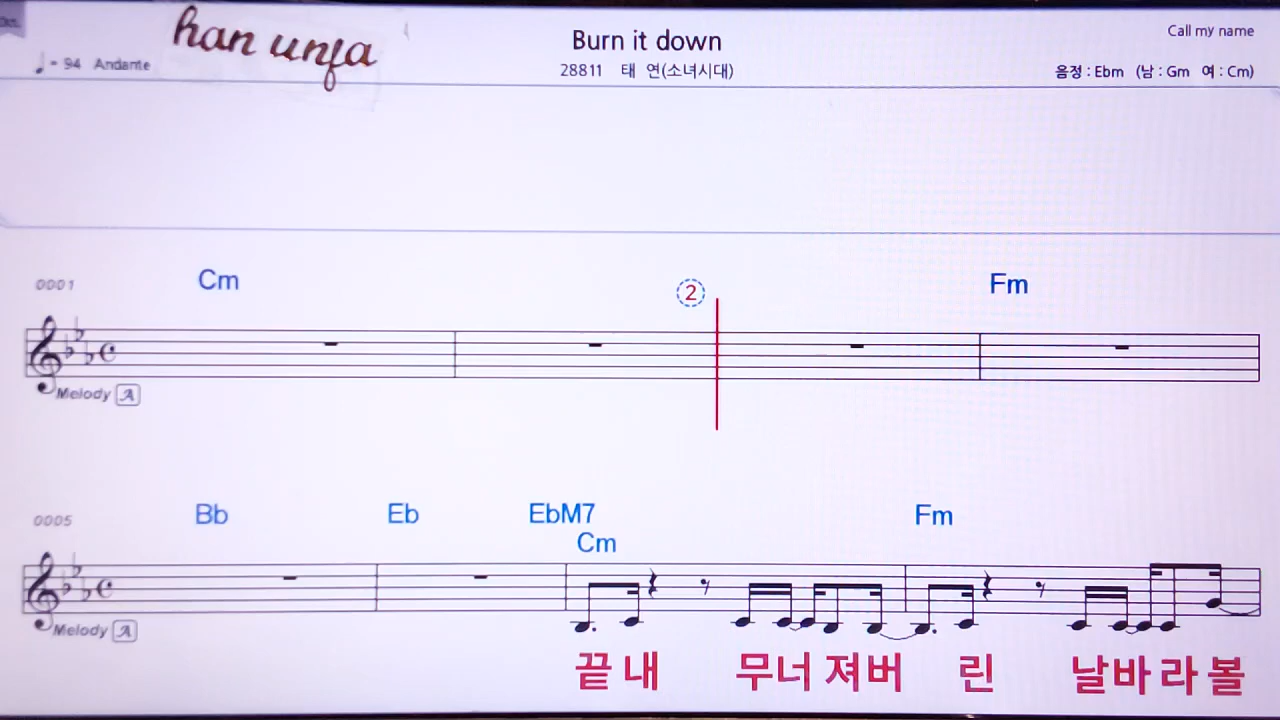 han unfa
Burn it down
Call my name
= 94 Andante
28811 태 연(소녀시대)
음정 : Ebm (남 : Gm 여 : Cm)
0001 Cm ② Fm
Melody A
0005 Bb Eb EbM7 Fm
Cm
Melody A
끝 내 무너 져버 린 날바 라 볼